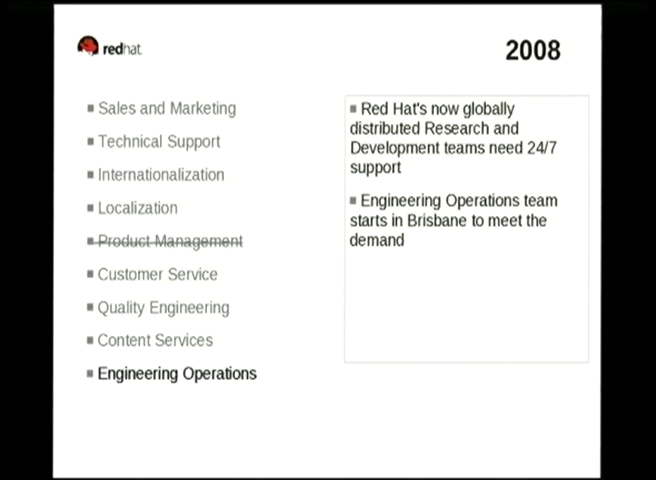 redhat.
2008
Sales and Marketing
Technical Support
Internationalization
Localization
Product Management
Customer Service
Quality Engineering
Content Services
Engineering Operations
Red Hat's now globally
distributed Research and
Development teams need 24/7
support
Engineering Operations team
starts in Brisbane to meet the
demand